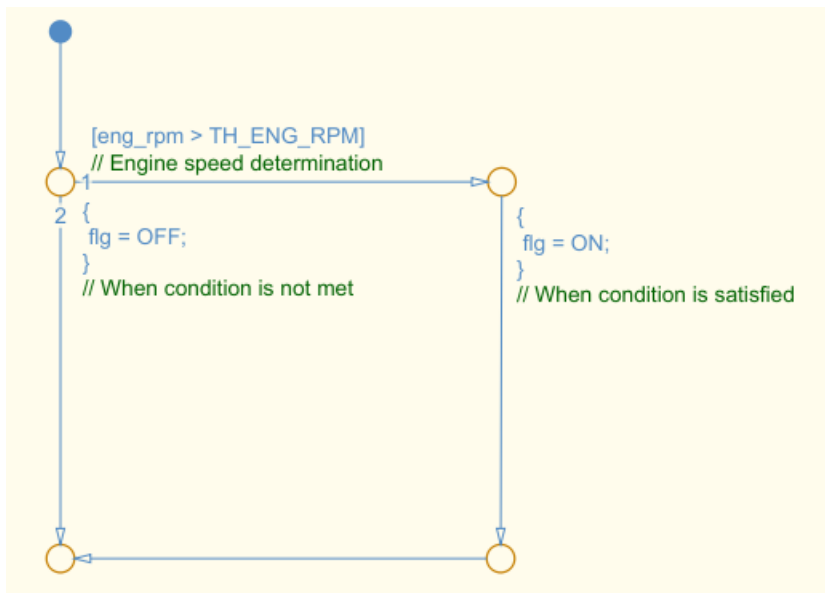 [eng_rpm > TH_ENG_RPM]
// Engine speed determination
1
2
{
flg = OFF;
}
// When condition is not met
{
flg = ON;
}
// When condition is satisfied